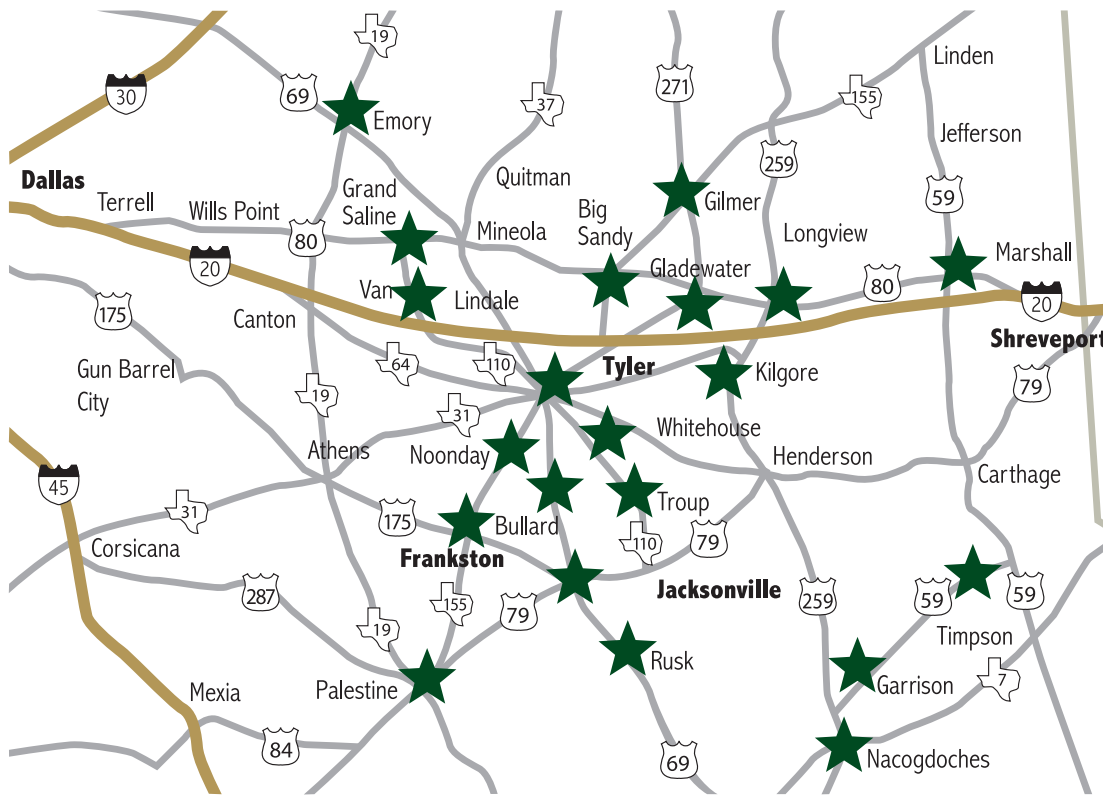 19
Linden
30
69
271
37
155
Emory
Jefferson
259
Dallas
Quitman
Grand
Saline
Gilmer
59
Terrell
Wills Point
Big
Sandy
Mineola
Longview
80
Marshall
20
Gladewater
Van
Lindale
80
20
175
Canton
Shreveport
64
110
Tyler
Kilgore
79
Gun Barrel
City
19
31
Whitehouse
Athens
Noonday
Henderson
Carthage
45
31
175
Bullard
Troup
Corsicana
Frankston
110
79
287
155
79
Jacksonville
259
59
59
19
Timpson
Rusk
Mexia
Palestine
Garrison
7
84
69
Nacogdoches